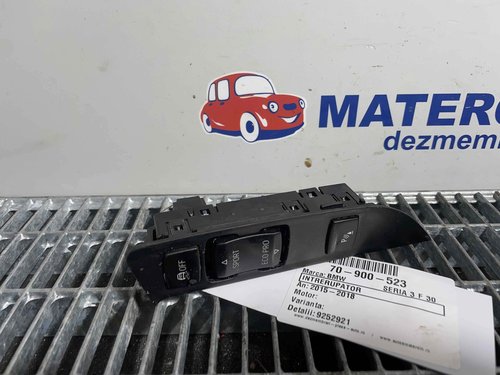 MATERO
dezmem
OFF
SPORT
ECO PRO
P
70-900-523
Marca: BMW
INTRERUPATOR SERIA 3 F 30
An: 2015 - 2018
Motor:
Varianta:
Detalii: 9252921